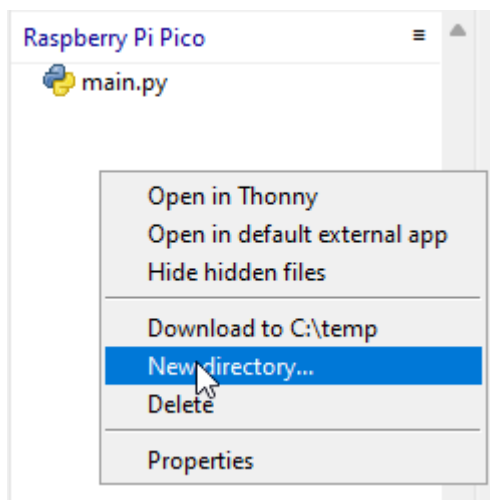 Raspberry Pi Pico
main.py
Open in Thonny
Open in default external app
Hide hidden files
Download to C:\temp
New directory...
Delete
Properties